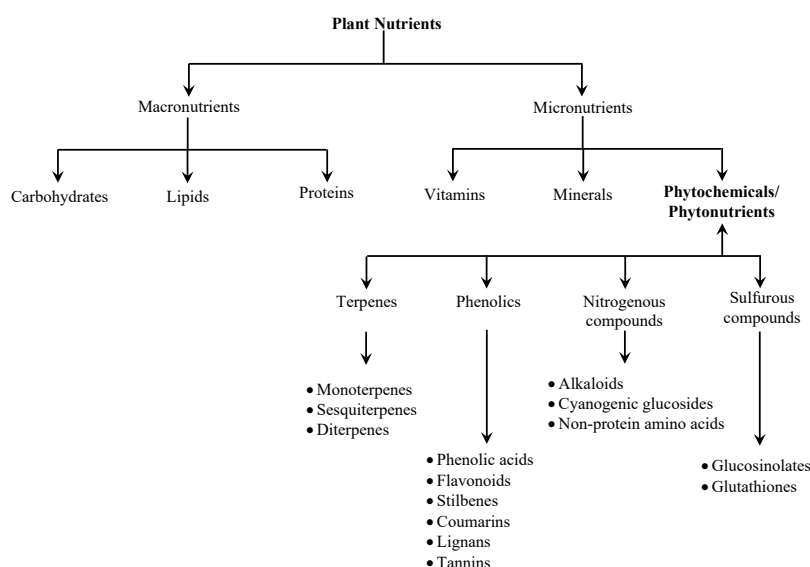 Plant Nutrients
Macronutrients
Micronutrients
Carbohydrates
Lipids
Proteins
Vitamins
Minerals
Phytochemicals/
Phytonutrients
Terpenes
Phenolics
Nitrogenous
compounds
Sulfurous
compounds
• Monoterpenes
• Sesquiterpenes
• Diterpenes
• Phenolic acids
• Flavonoids
• Stilbenes
• Coumarins
• Lignans
• Tannins
• Alkaloids
• Cyanogenic glucosides
• Non-protein amino acids
• Glucosinolates
• Glutathiones